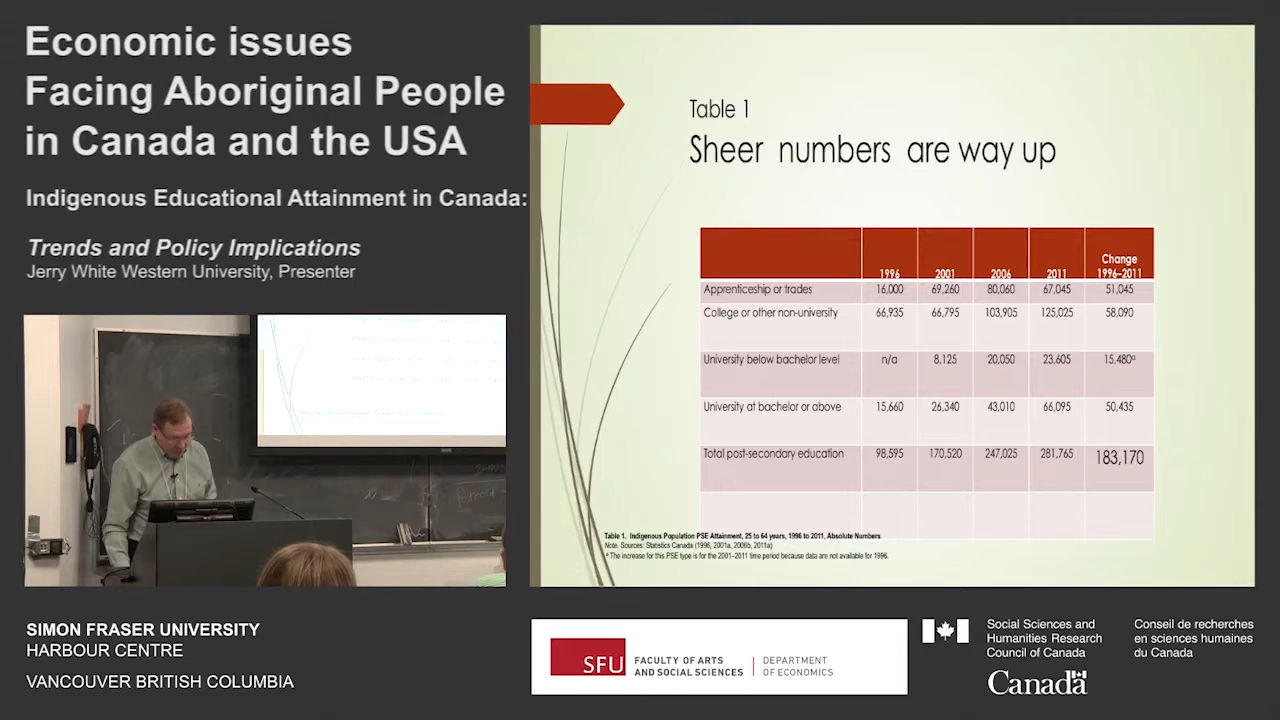 Economic issues
Facing Aboriginal People
in Canada and the USA
Indigenous Educational Attainment in Canada:
Trends and Policy Implications
Jerry White Western University, Presenter
Table 1
Sheer numbers are way up
1996 2001 2006 2011 Change 1996–2011
Apprenticeship or trades 16,000 69,260 80,060 67,045 51,045
College or other non-university 66,935 66,795 103,905 125,025 58,090
University below bachelor level n/a 8,125 20,050 23,605 15,480ᵃ
University at bachelor or above 15,660 26,340 43,010 66,095 50,435
Total post-secondary education 98,595 170,520 247,025 281,765 183,170
Table 1. Indigenous Population PSE Attainment, 25 to 64 years, 1996 to 2011, Absolute Numbers
Note. Sources: Statistics Canada (1996, 2001a, 2006b, 2011a)
ᵃ The increase for this PSE type is for the 2001–2011 time period because data are not available for 1996.
SIMON FRASER UNIVERSITY
HARBOUR CENTRE
VANCOUVER BRITISH COLUMBIA
SFU
FACULTY OF ARTS
AND SOCIAL SCIENCES
DEPARTMENT
OF ECONOMICS
Social Sciences and
Humanities Research
Council of Canada
Conseil de recherches
en sciences humaines
du Canada
Canada